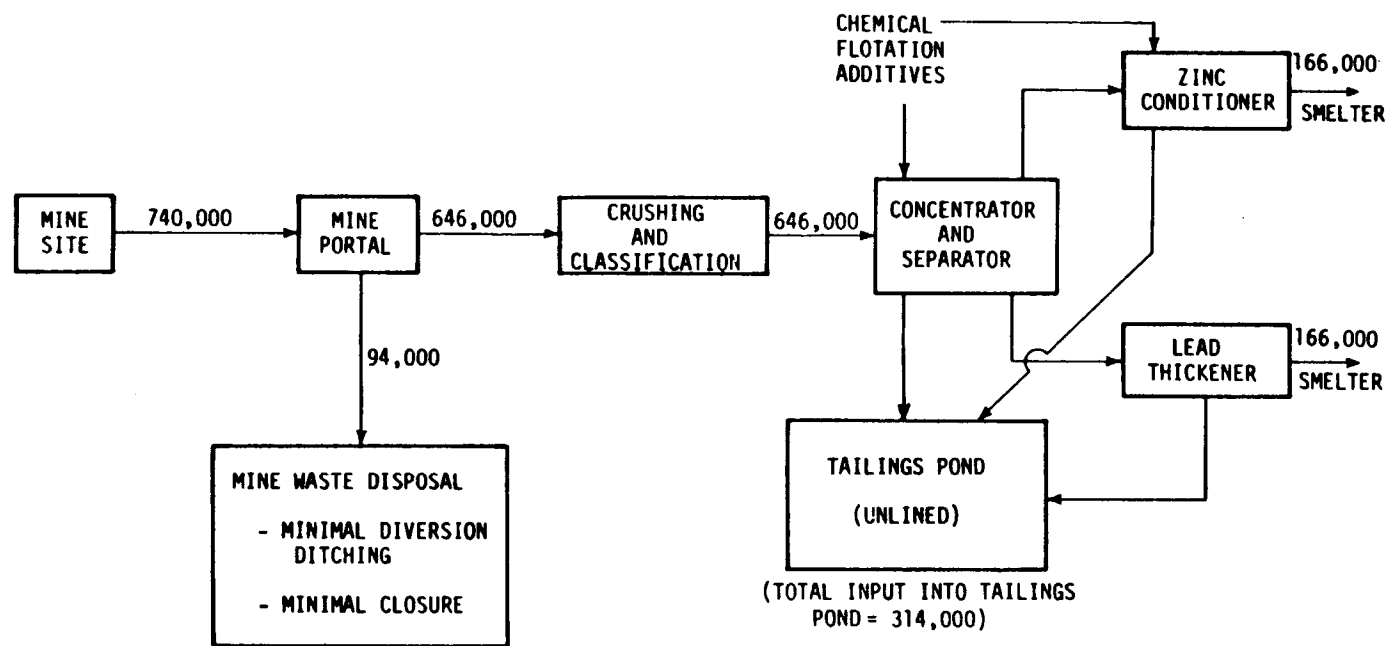 CHEMICAL
FLOTATION
ADDITIVES
ZINC
CONDITIONER
166,000
SMELTER
MINE
SITE
740,000
MINE
PORTAL
646,000
CRUSHING
AND
CLASSIFICATION
646,000
CONCENTRATOR
AND
SEPARATOR
94,000
LEAD
THICKENER
166,000
SMELTER
MINE WASTE DISPOSAL
- MINIMAL DIVERSION
DITCHING
- MINIMAL CLOSURE
TAILINGS POND
(UNLINED)
(TOTAL INPUT INTO TAILINGS
POND = 314,000)